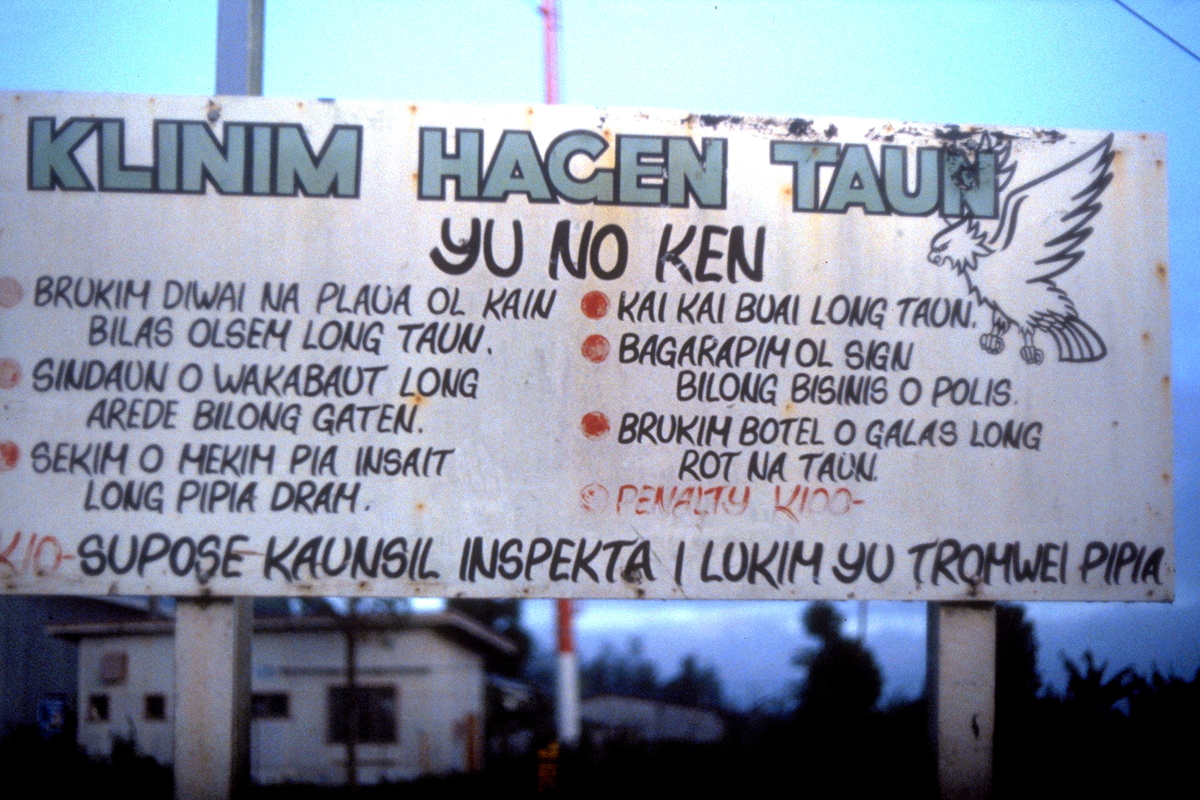 KLINIM HAGEN TAUN
YU NO KEN
BRUKIM DIWAI NA PLAUA OL KAIN
BILAS OLSEM LONG TAUN.
SINDAUN O WAKABAUT LONG
AREDE BILONG GATEN.
SEKIM O MEKIM PIA INSAIT
LONG PIPIA DRAM.
KAI KAI BUAI LONG TAUN.
BAGARAPIM OL SIGN
BILONG BISINIS O POLIS.
BRUKIM BOTEL O GALAS LONG
ROT NA TAUN.
PENALTY K100-
K10-SUPOSE KAUNSIL INSPEKTA I LUKIM YU TROMWEI PIPIA